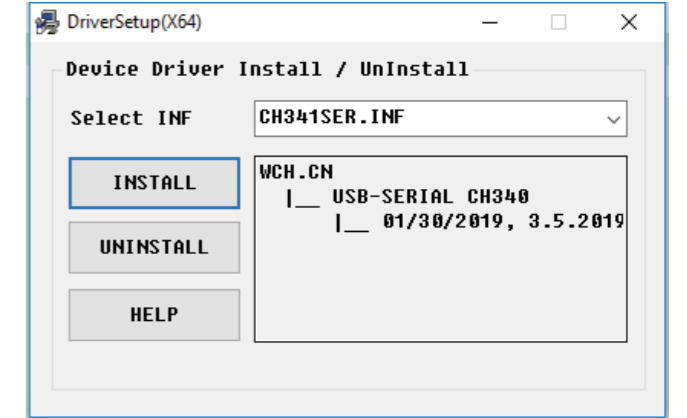 DriverSetup(X64)
Device Driver Install / UnInstall
Select INF
CH341SER.INF
INSTALL
UNINSTALL
HELP
WCH.CN
|__ USB-SERIAL CH340
|__ 01/30/2019, 3.5.2019